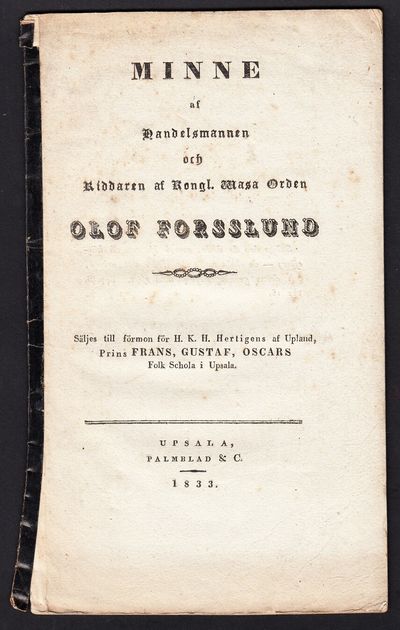 MINNE
af
Handelsmannen
och
Riddaren af Kongl. Wasa Orden
OLOF FORSSLUND
Säljes till förmon för H. K. H. Hertigens af Upland,
Prins FRANS, GUSTAF, OSCARS
Folk Schola i Upsala.
UPSALA,
PALMBLAD & C.
1833.